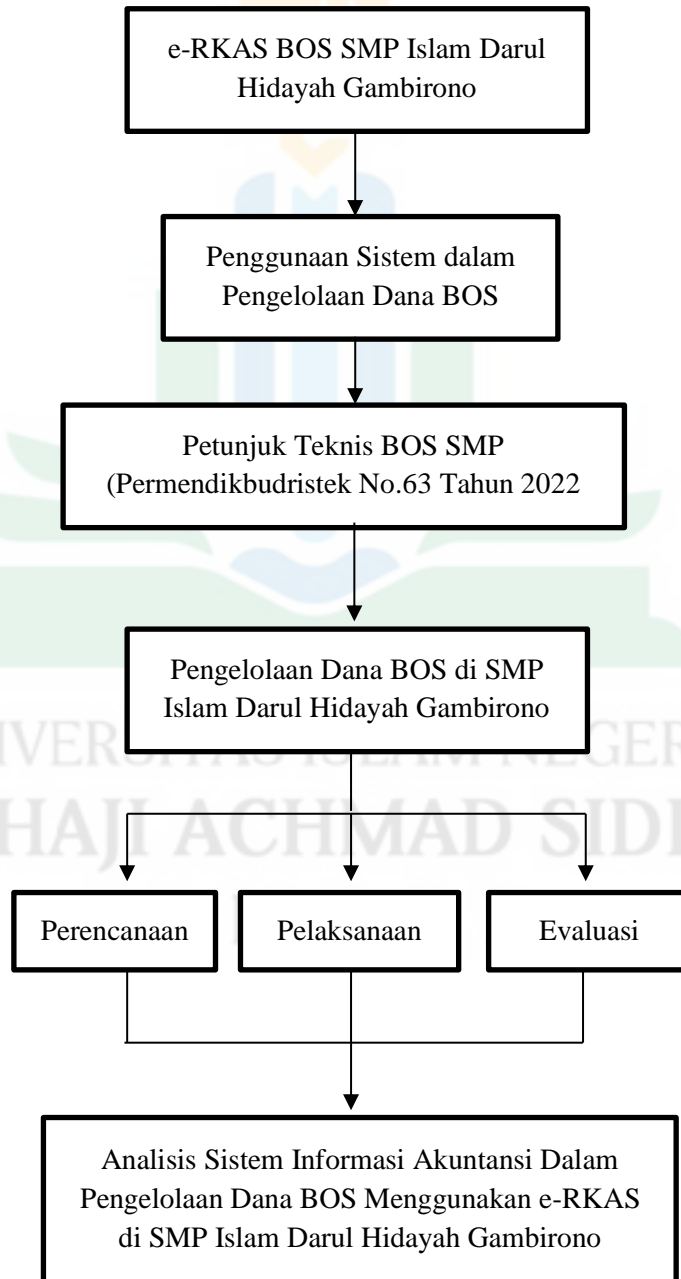 e-RKAS BOS SMP Islam Darul
Hidayah Gambirono
Penggunaan Sistem dalam
Pengelolaan Dana BOS
Petunjuk Teknis BOS SMP
(Permendikbudristek No.63 Tahun 2022
Pengelolaan Dana BOS di SMP
Islam Darul Hidayah Gambirono
Perencanaan
Pelaksanaan
Evaluasi
Analisis Sistem Informasi Akuntansi Dalam
Pengelolaan Dana BOS Menggunakan e-RKAS
di SMP Islam Darul Hidayah Gambirono
HAJI ACHMAD